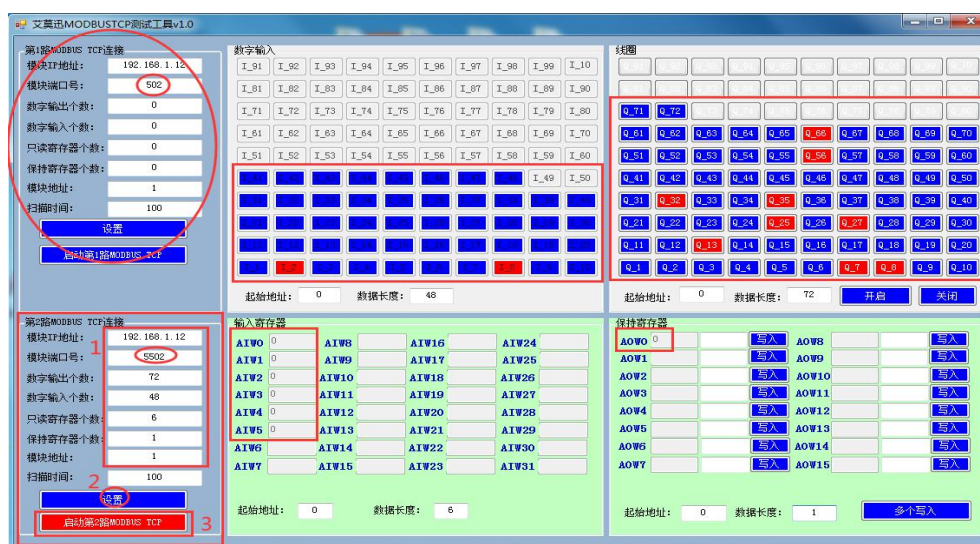 艾莫迅MODBUSTCP测试工具v1.0
第1路MODBUS TCP连接
模块IP地址: 192.168.1.12
模块端口号: 502
数字输出个数: 0
数字输入个数: 0
只读寄存器个数: 0
保持寄存器个数: 0
模块地址: 1
扫描时间: 100
设置
启动第1路MODBUS TCP
数字输入
I_91 I_92 I_93 I_94 I_95 I_96 I_97 I_98 I_99 I_10
I_81 I_82 I_83 I_84 I_85 I_86 I_87 I_88 I_89 I_90
I_71 I_72 I_73 I_74 I_75 I_76 I_77 I_78 I_79 I_80
I_61 I_62 I_63 I_64 I_65 I_66 I_67 I_68 I_69 I_70
I_51 I_52 I_53 I_54 I_55 I_56 I_57 I_58 I_59 I_60
I_49 I_50
起始地址: 0 数据长度: 48
线圈
Q_71 Q_72
Q_61 Q_62 Q_63 Q_64 Q_65 Q_66 Q_67 Q_68 Q_69 Q_70
Q_51 Q_52 Q_53 Q_54 Q_55 Q_56 Q_57 Q_58 Q_59 Q_60
Q_41 Q_42 Q_43 Q_44 Q_45 Q_46 Q_47 Q_48 Q_49 Q_50
Q_31 Q_32 Q_33 Q_34 Q_35 Q_36 Q_37 Q_38 Q_39 Q_40
Q_21 Q_22 Q_23 Q_24 Q_25 Q_26 Q_27 Q_28 Q_29 Q_30
Q_11 Q_12 Q_13 Q_14 Q_15 Q_16 Q_17 Q_18 Q_19 Q_20
Q_1 Q_2 Q_3 Q_4 Q_5 Q_6 Q_7 Q_8 Q_9 Q_10
起始地址: 0 数据长度: 72 开启 关闭
第2路MODBUS TCP连接
模块IP地址: 192.168.1.12
1
模块端口号: 5502
数字输出个数: 72
数字输入个数: 48
只读寄存器个数: 6
保持寄存器个数: 1
模块地址: 1
扫描时间: 100
2
设置
启动第2路MODBUS TCP 3
输入寄存器
AIW0 0 AIW8 AIW16 AIW24
AIW1 0 AIW9 AIW17 AIW25
AIW2 0 AIW10 AIW18 AIW26
AIW3 0 AIW11 AIW19 AIW27
AIW4 0 AIW12 AIW20 AIW28
AIW5 0 AIW13 AIW21 AIW29
AIW6 AIW14 AIW22 AIW30
AIW7 AIW15 AIW23 AIW31
起始地址: 0 数据长度: 6
保持寄存器
AOW0 0 写入 AOW8 写入
AOW1 写入 AOW9 写入
AOW2 写入 AOW10 写入
AOW3 写入 AOW11 写入
AOW4 写入 AOW12 写入
AOW5 写入 AOW13 写入
AOW6 写入 AOW14 写入
AOW7 写入 AOW15 写入
起始地址: 0 数据长度: 1 多个写入